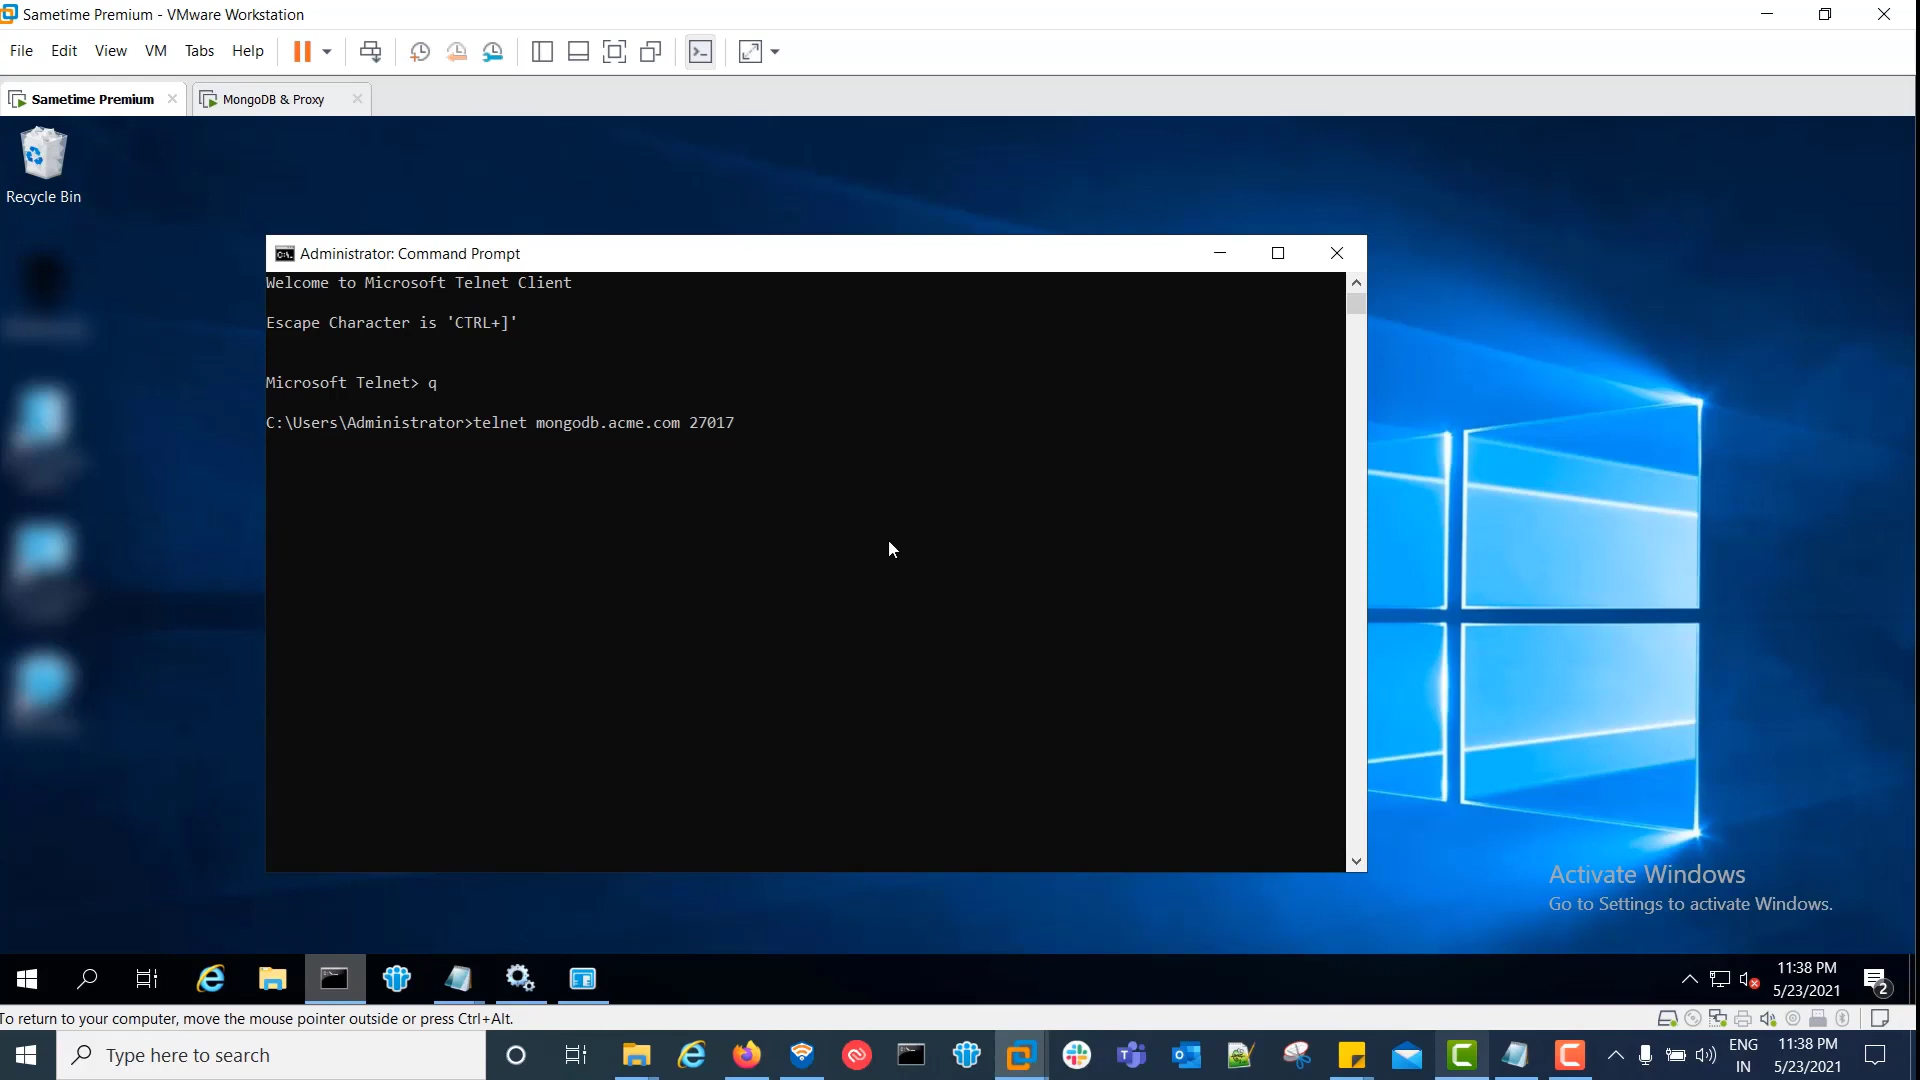 Sametime Premium - VMware Workstation
File Edit View VM Tabs Help
Sametime Premium
MongoDB & Proxy
Recycle Bin
Administrator: Command Prompt
Welcome to Microsoft Telnet Client
Escape Character is 'CTRL+]'
Microsoft Telnet> q
C:\Users\Administrator>telnet mongodb.acme.com 27017
Activate Windows
Go to Settings to activate Windows.
11:38 PM
5/23/2021
2
To return to your computer, move the mouse pointer outside or press Ctrl+Alt.
Type here to search
ENG
IN
11:38 PM
5/23/2021